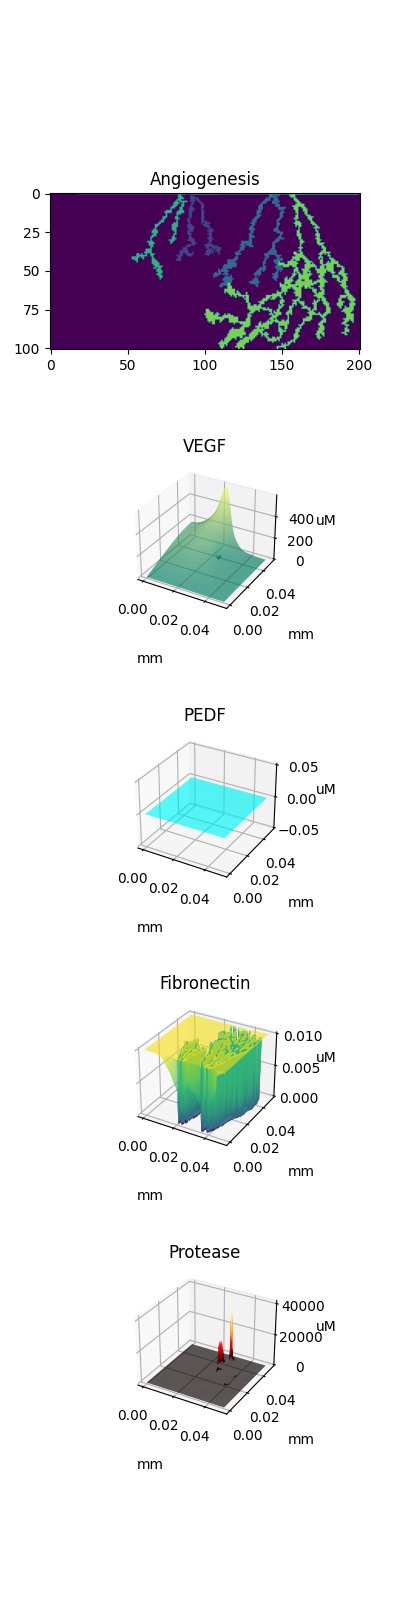 Angiogenesis
0
25
50
75
100
0 50 100 150 200
VEGF
400 uM
200
0
0.00 0.02 0.04
0.04
0.02
0.00
mm
mm
PEDF
0.05
0.00 uM
−0.05
0.00 0.02 0.04
0.04
0.02
0.00
mm
mm
Fibronectin
0.010
uM
0.005
0.000
0.00 0.02 0.04
0.04
0.02
0.00
mm
mm
Protease
40000
uM
20000
0
0.00 0.02 0.04
0.04
0.02
0.00
mm
mm